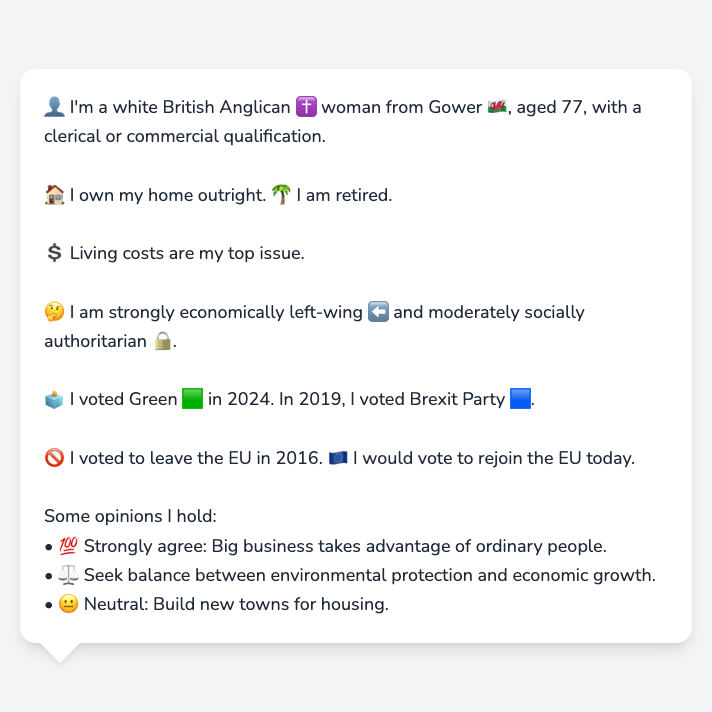 👤 I'm a white British Anglican ✝️ woman from Gower 🏴󠁧󠁢󠁷󠁬󠁳󠁿, aged 77, with a
clerical or commercial qualification.
🏠 I own my home outright. 🌴 I am retired.
💲 Living costs are my top issue.
🤔 I am strongly economically left-wing ⬅️ and moderately socially
authoritarian 🔒.
🗳️ I voted Green 🟩 in 2024. In 2019, I voted Brexit Party 🟦.
🚫 I voted to leave the EU in 2016. 🇪🇺 I would vote to rejoin the EU today.
Some opinions I hold:
• 💯 Strongly agree: Big business takes advantage of ordinary people.
• ⚖️ Seek balance between environmental protection and economic growth.
• 😐 Neutral: Build new towns for housing.